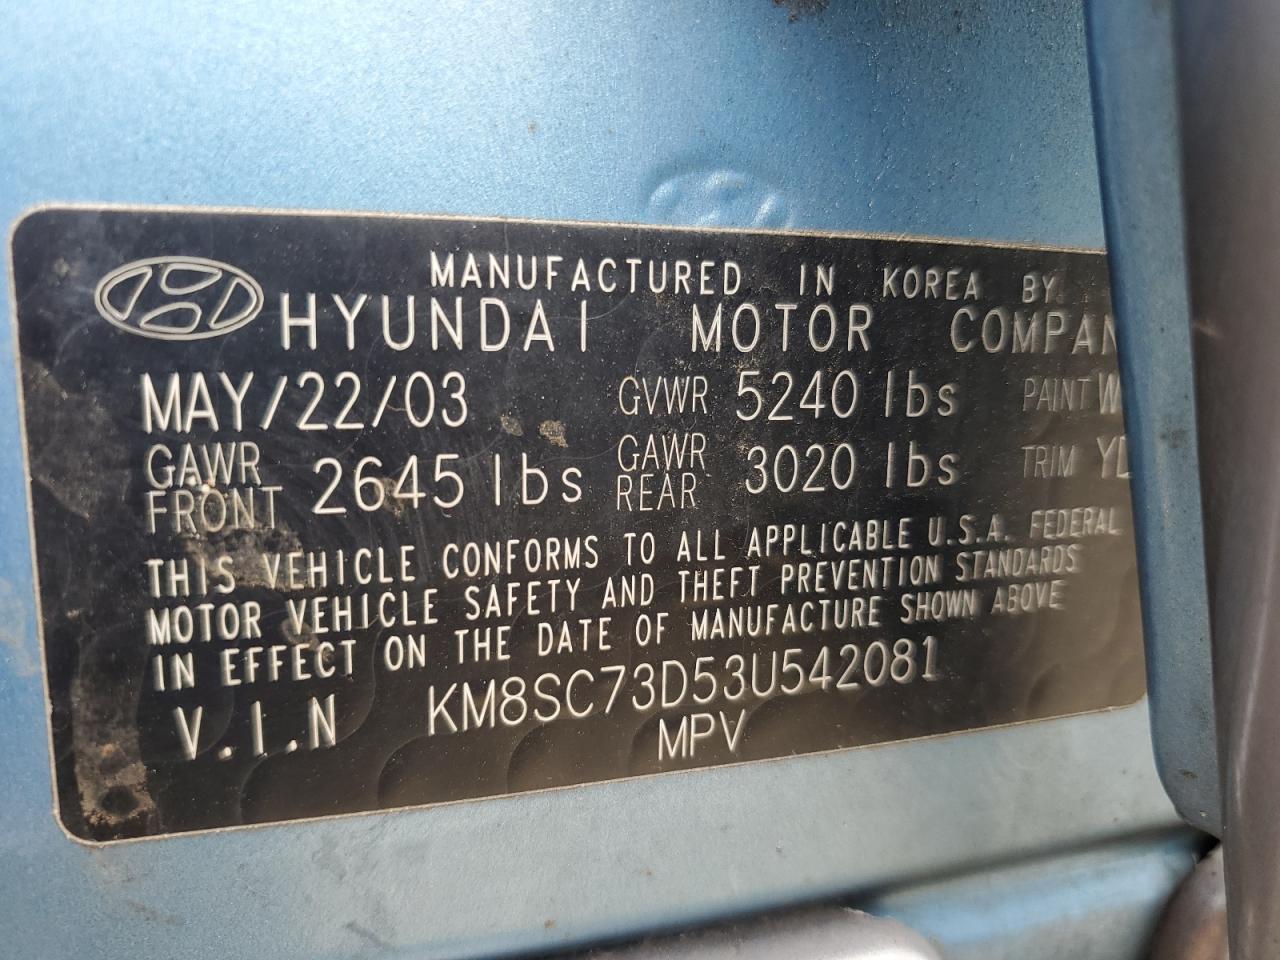 MANUFACTURED IN KOREA BY
HYUNDAI MOTOR COMPAN
MAY/22/03 GVWR 5240 lbs PAINT W
GAWR FRONT 2645 lbs GAWR REAR 3020 lbs TRIM YD
THIS VEHICLE CONFORMS TO ALL APPLICABLE U.S.A. FEDERAL
MOTOR VEHICLE SAFETY AND THEFT PREVENTION STANDARDS
IN EFFECT ON THE DATE OF MANUFACTURE SHOWN ABOVE
V.I.N KM8SC73D53U542081
MPV